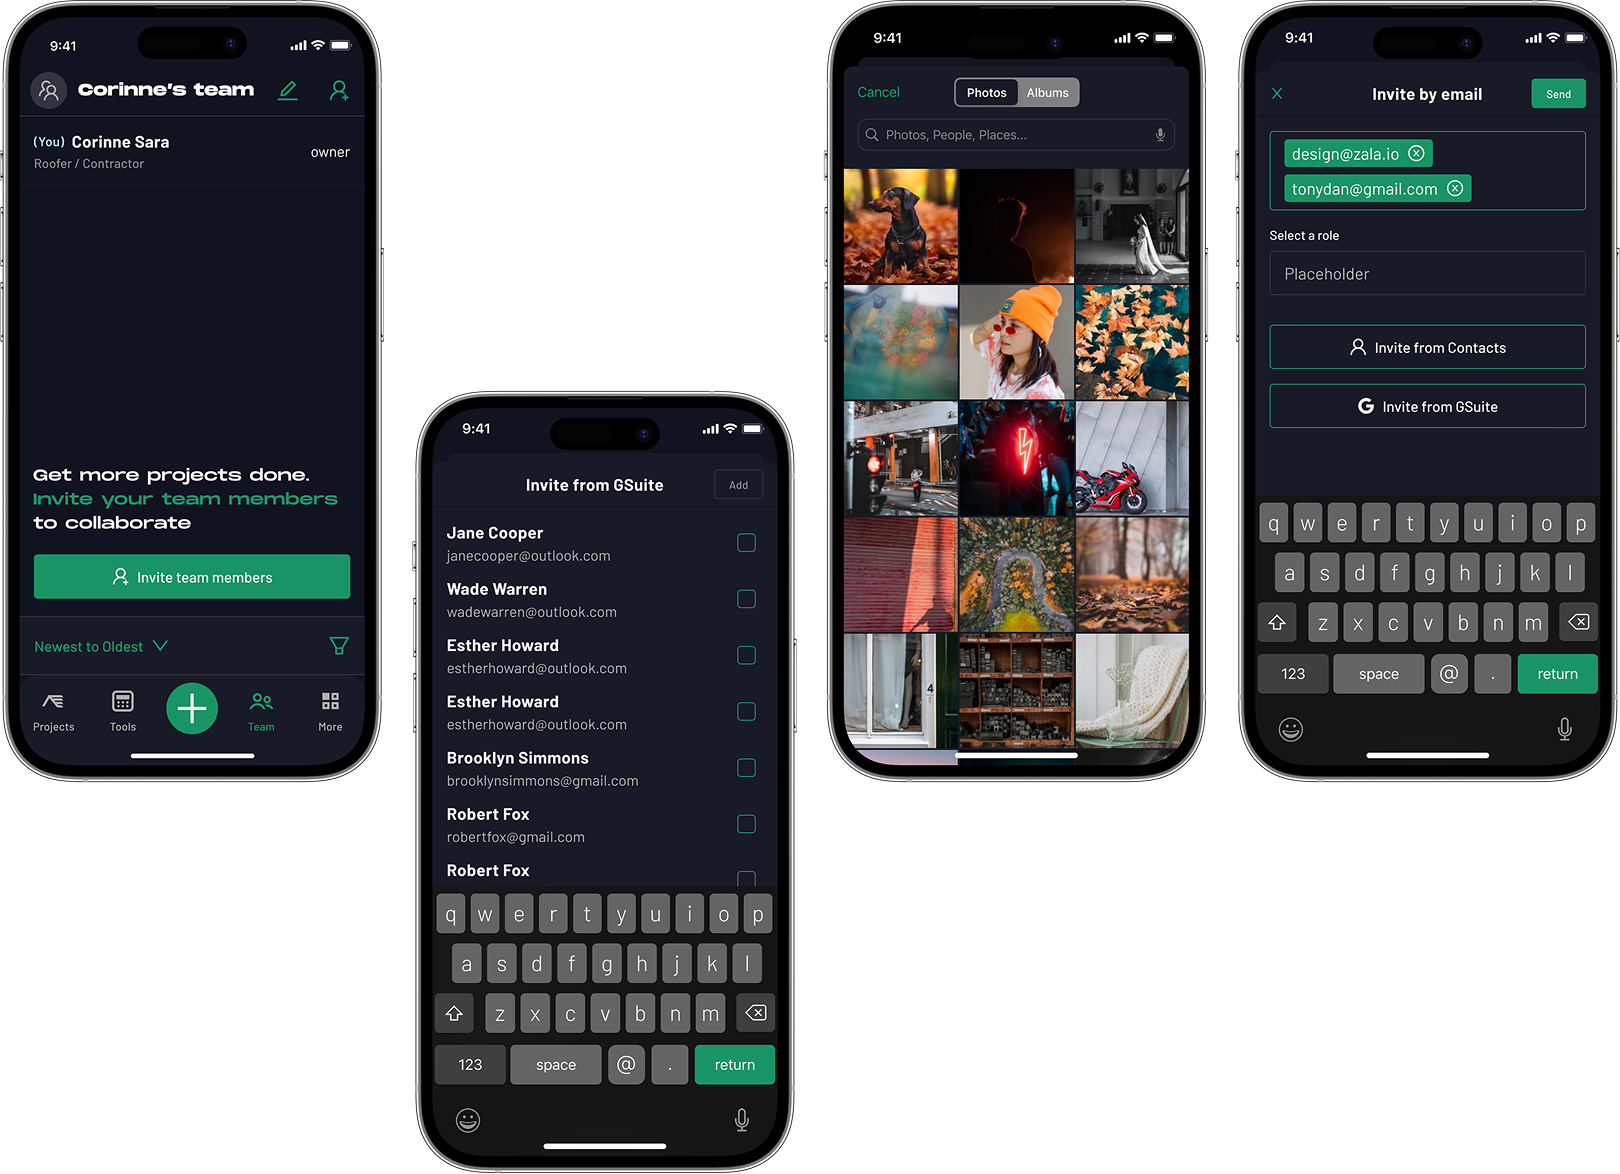 9:41
Corinne's team
(You) Corinne Sara
Roofer / Contractor
owner
Get more projects done.
Invite your team members
to collaborate
Invite team members
Newest to Oldest
Projects
Tools
Team
More
9:41
Invite from GSuite
Add
Jane Cooper
janecooper@outlook.com
Wade Warren
wadewarren@outlook.com
Esther Howard
estherhoward@outlook.com
Esther Howard
estherhoward@outlook.com
Brooklyn Simmons
brooklynsimmons@gmail.com
Robert Fox
robertfox@gmail.com
Robert Fox
q w e r t y u i o p
a s d f g h j k l
z x c v b n m
123 space @ . return
9:41
Cancel
Photos
Albums
Photos, People, Places...
4
9:41
Invite by email
Send
design@zala.io
tonydan@gmail.com
Select a role
Placeholder
Invite from Contacts
G Invite from GSuite
q w e r t y u i o p
a s d f g h j k l
z x c v b n m
123 space @ . return